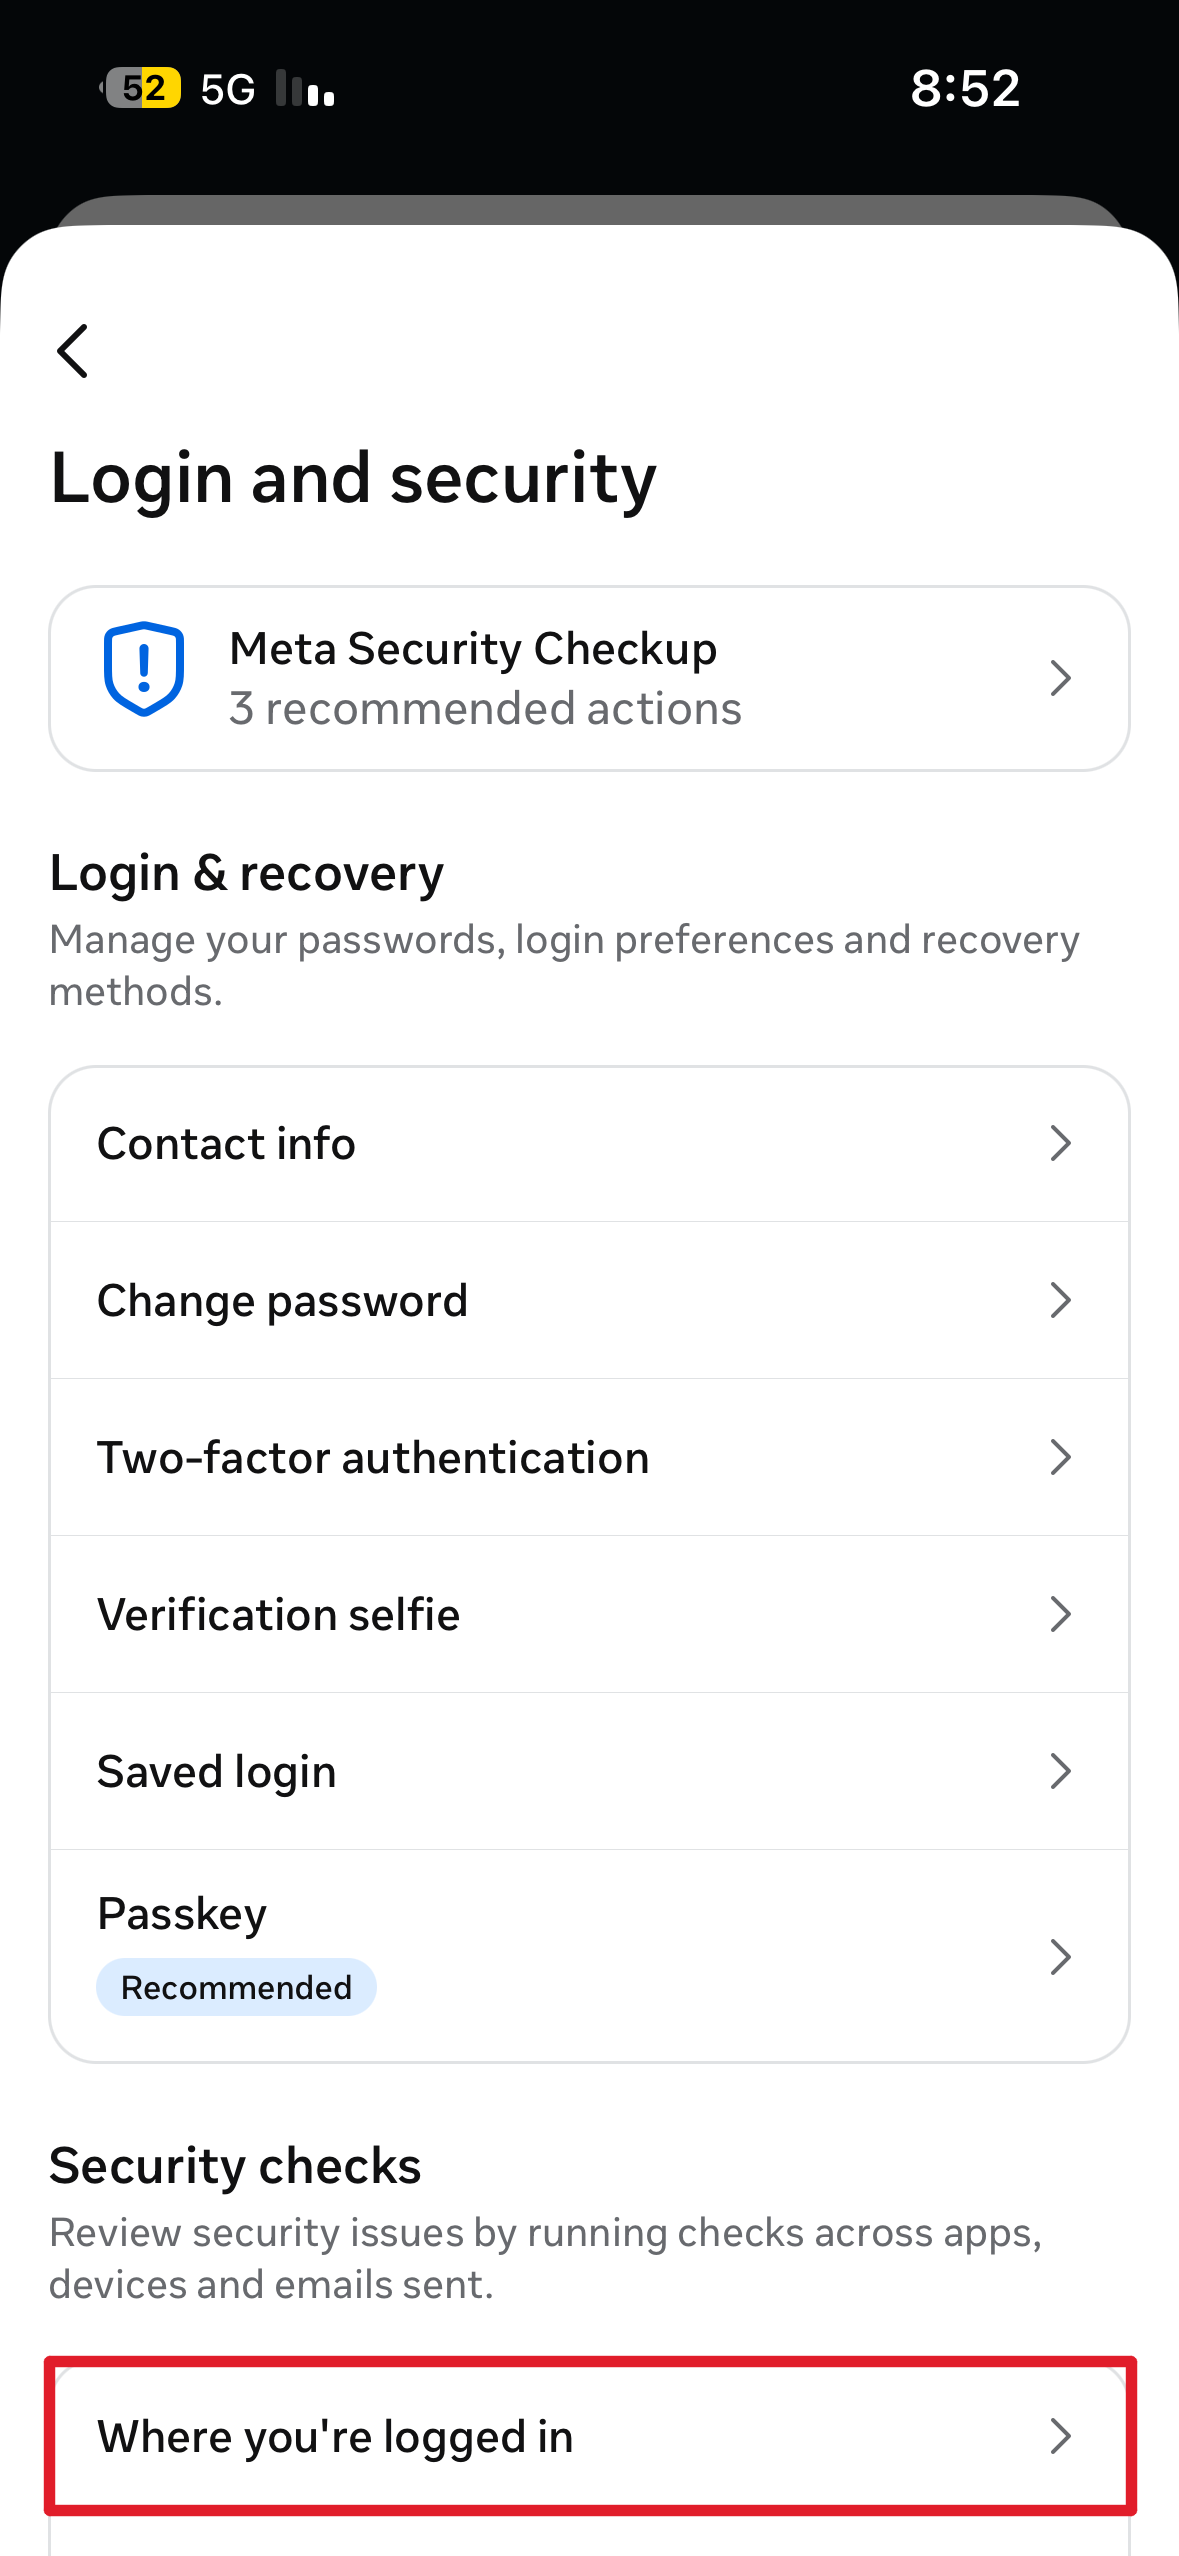 52 5G 8:52
Login and security
Meta Security Checkup
3 recommended actions
Login & recovery
Manage your passwords, login preferences and recovery
methods.
Contact info
Change password
Two-factor authentication
Verification selfie
Saved login
Passkey
Recommended
Security checks
Review security issues by running checks across apps,
devices and emails sent.
Where you're logged in